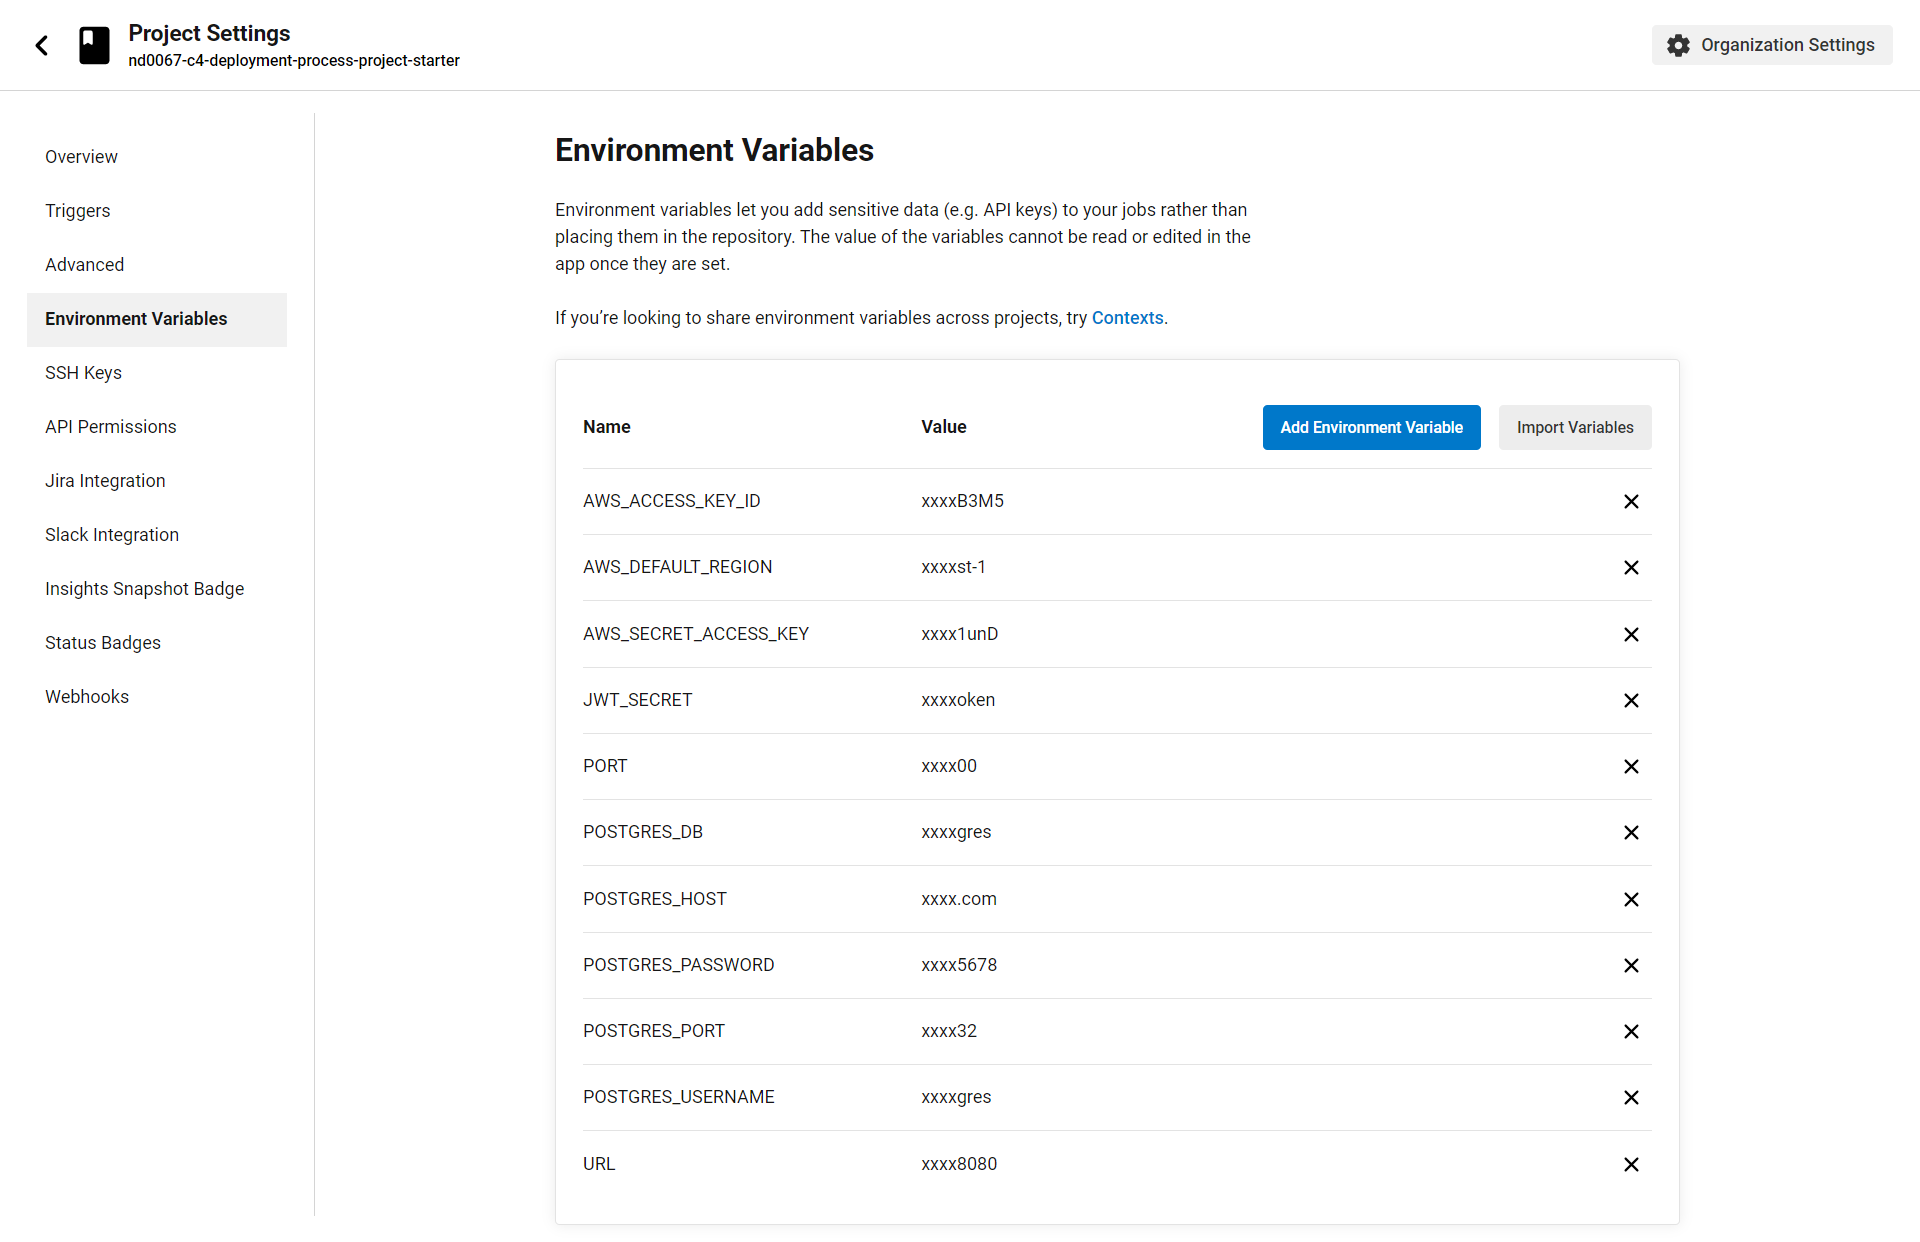 Project Settings
nd0067-c4-deployment-process-project-starter
Organization Settings
Overview
Triggers
Advanced
Environment Variables
SSH Keys
API Permissions
Jira Integration
Slack Integration
Insights Snapshot Badge
Status Badges
Webhooks
Environment Variables
Environment variables let you add sensitive data (e.g. API keys) to your jobs rather than
placing them in the repository. The value of the variables cannot be read or edited in the
app once they are set.
If you’re looking to share environment variables across projects, try Contexts.
Name Value Add Environment Variable Import Variables
AWS_ACCESS_KEY_ID xxxxB3M5
AWS_DEFAULT_REGION xxxxst-1
AWS_SECRET_ACCESS_KEY xxxx1unD
JWT_SECRET xxxxoken
PORT xxxx00
POSTGRES_DB xxxxgres
POSTGRES_HOST xxxx.com
POSTGRES_PASSWORD xxxx5678
POSTGRES_PORT xxxx32
POSTGRES_USERNAME xxxxgres
URL xxxx8080